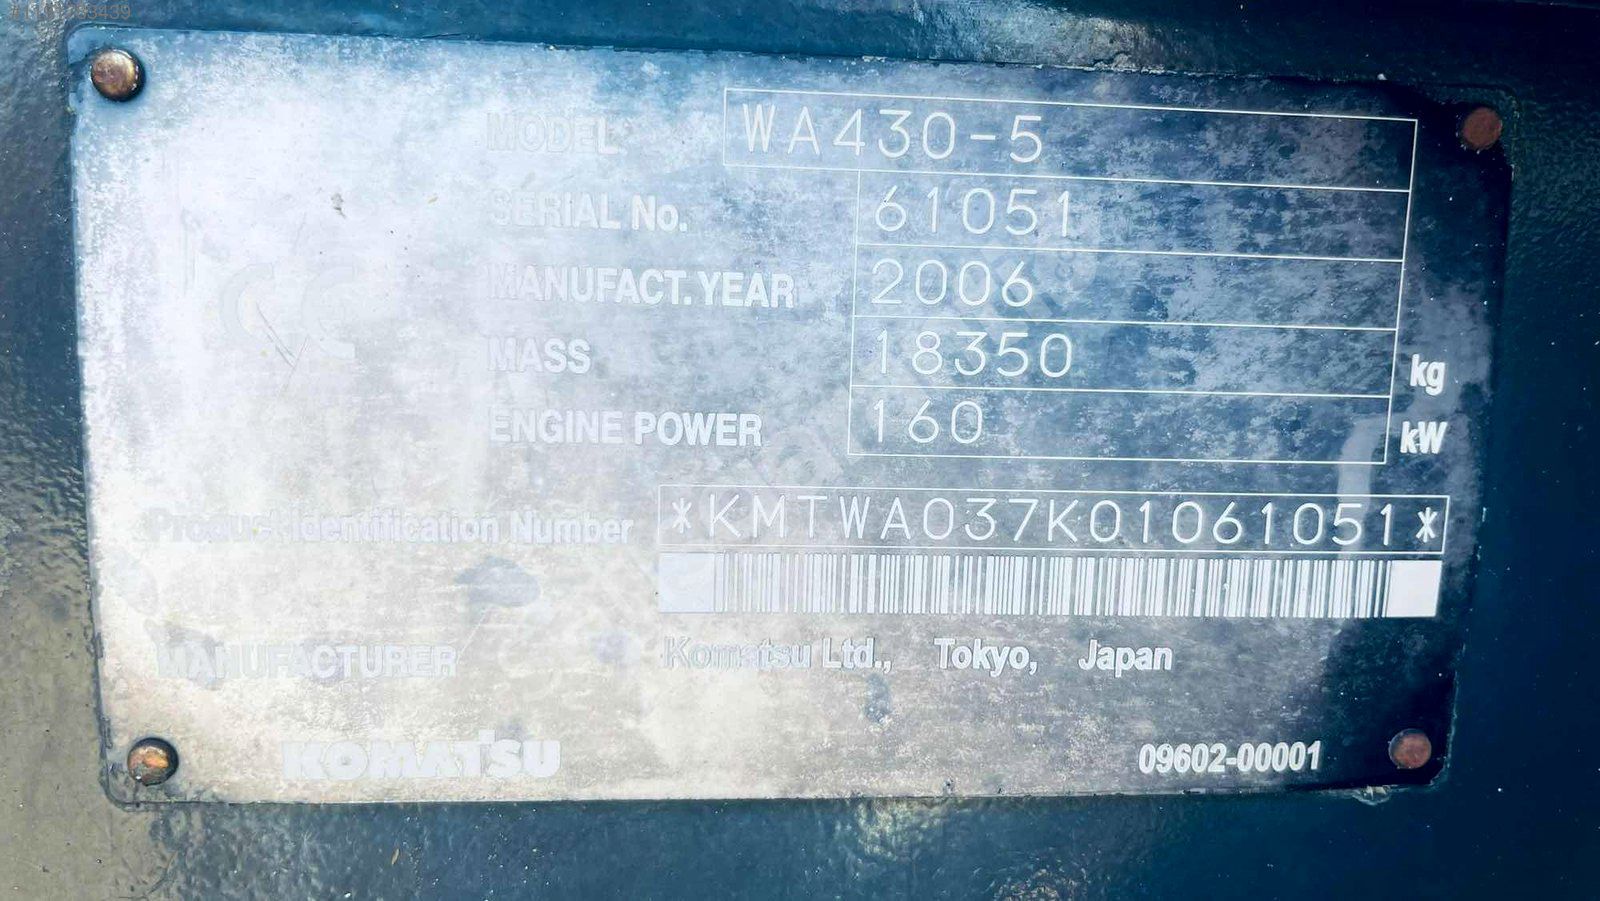 MODEL WA430-5
SERIAL No. 61051
MANUFACT. YEAR 2006
CE
MASS 18350 kg
ENGINE POWER 160 kW
Product Identification Number *KMTWA037K01061051*
MANUFACTURER Komatsu Ltd., Tokyo, Japan
KOMATSU 09602-00001